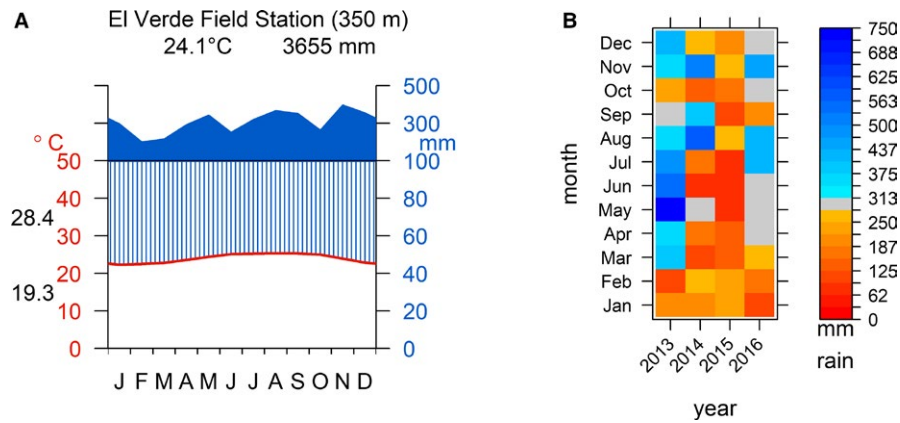 A
El Verde Field Station (350 m)
24.1°C 3655 mm
° C
50
40
30
20
10
0
28.4
19.3
500
300
mm
100
80
60
40
20
0
J F M A M J J A S O N D
B
month
Dec
Nov
Oct
Sep
Aug
Jul
Jun
May
Apr
Mar
Feb
Jan
2013 2014 2015 2016
year
750
688
625
563
500
437
375
313
250
187
125
62
0
mm
rain